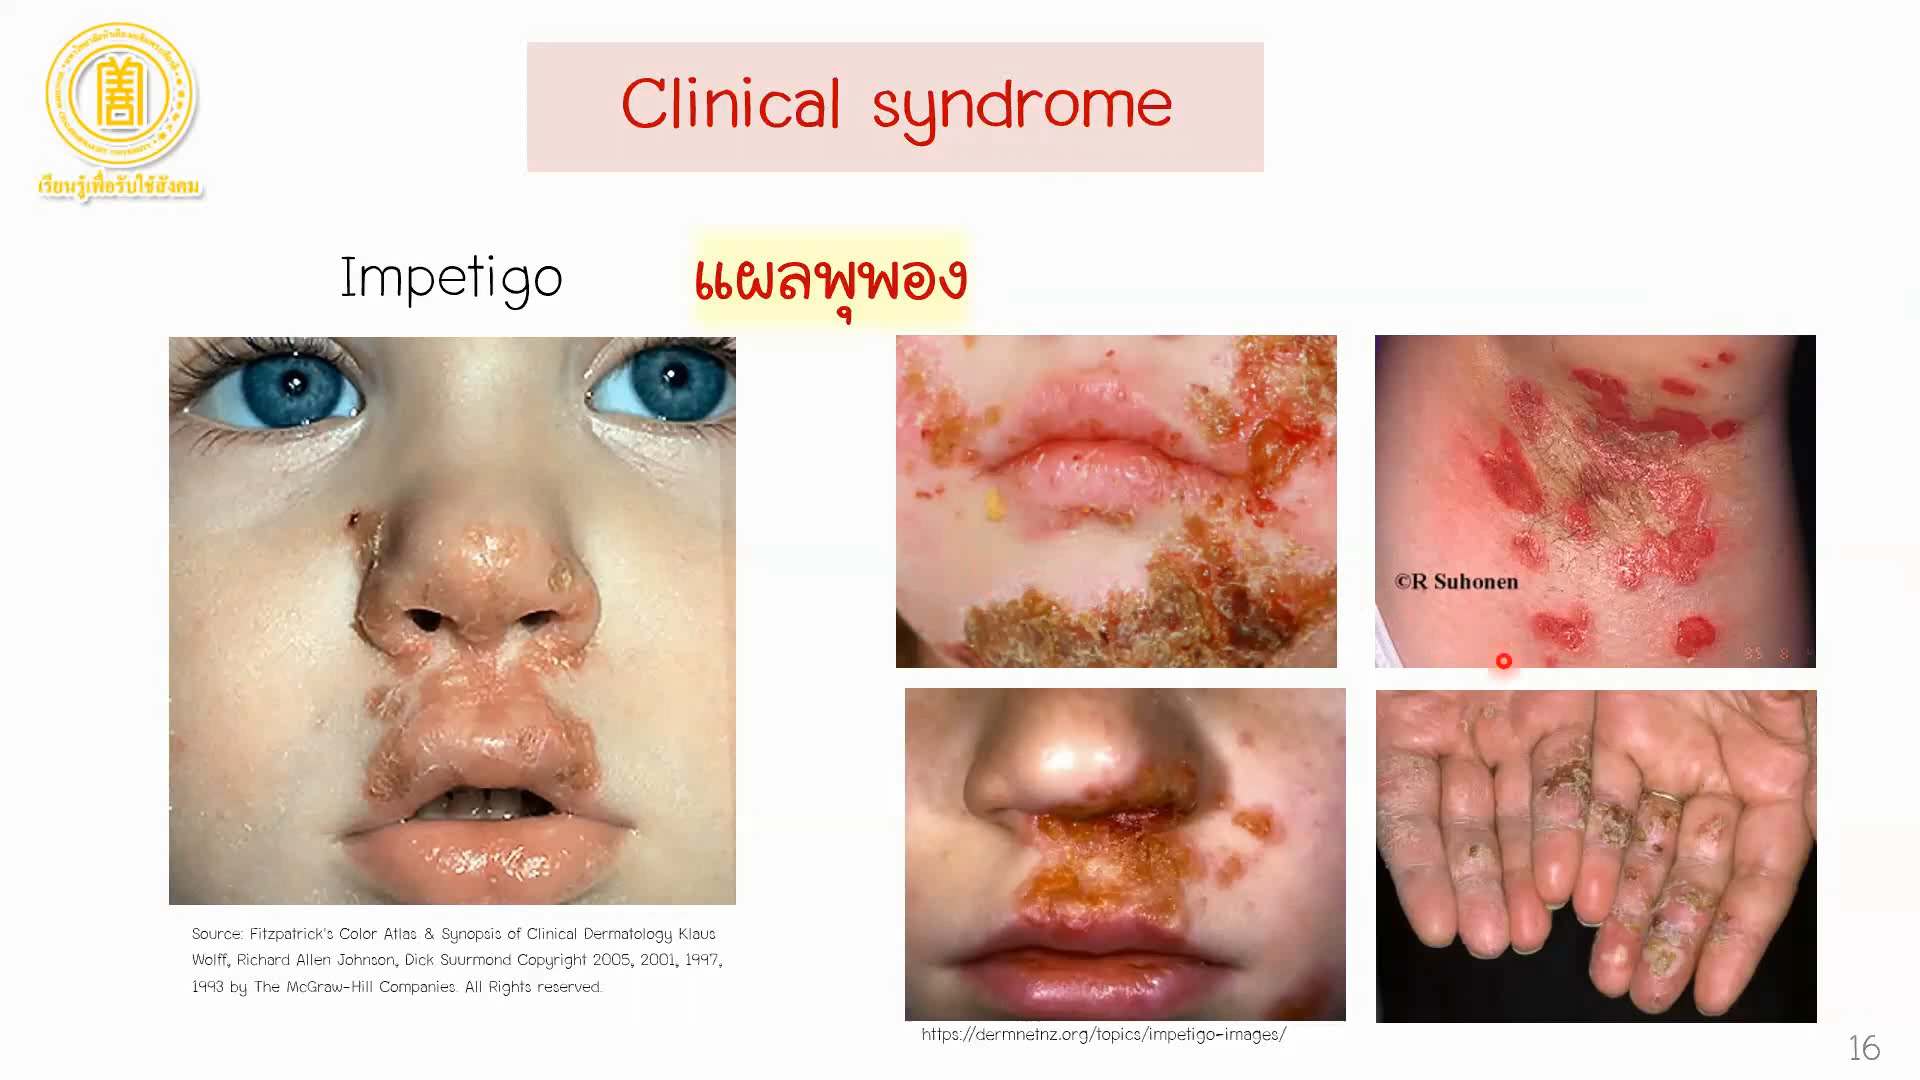 เรียนรู้เพื่อรับใช้สังคม
Clinical syndrome
Impetigo
แผลพุพอง
©R Suhonen
Source: Fitzpatrick's Color Atlas & Synopsis of Clinical Dermatology Klaus
Wolff, Richard Allen Johnson, Dick Suurmond Copyright 2005, 2001, 1997,
1993 by The McGraw-Hill Companies. All Rights reserved.
https://dermnetnz.org/topics/impetigo-images/
16